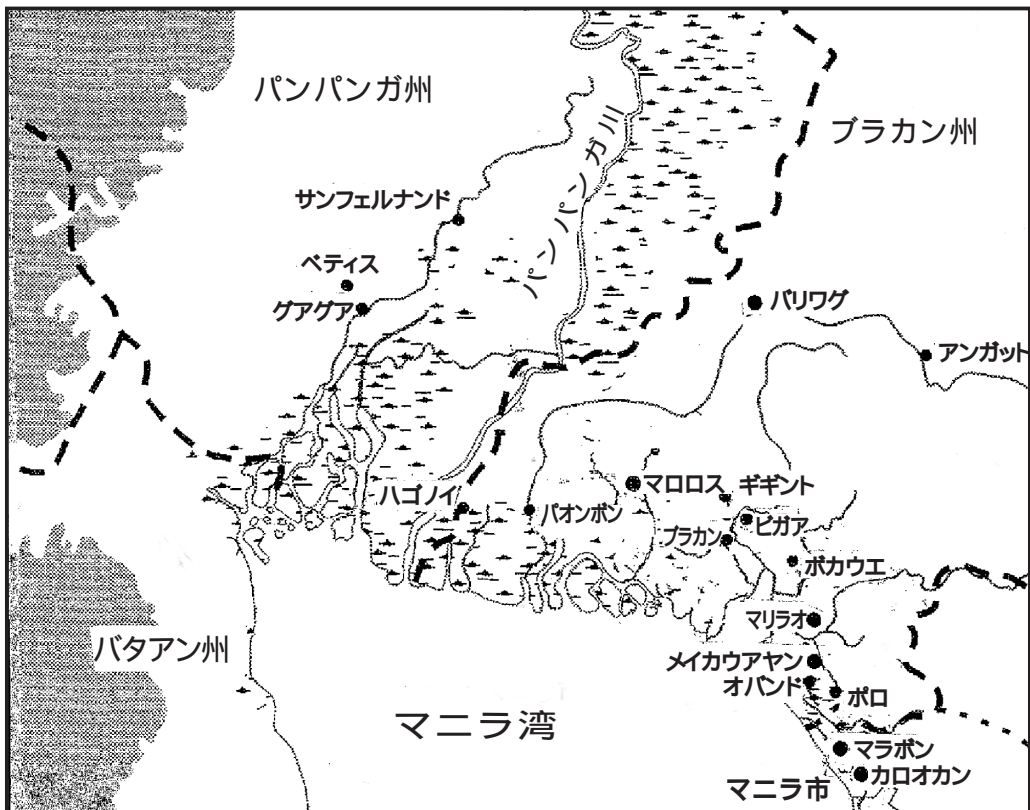 パンパンガ州
ブラカン州
パンパンガ川
サンフェルナンド
ベティス
グアグア
バリワグ
アンガット
ハゴノイ
パオンボン
マロロス
ギギント
ビガア
ブラカン
ボカウエ
マリラオ
バタアン州
メイカウアヤン
オバンド
ポロ
マニラ湾
マラボン
カロオカン
マニラ市